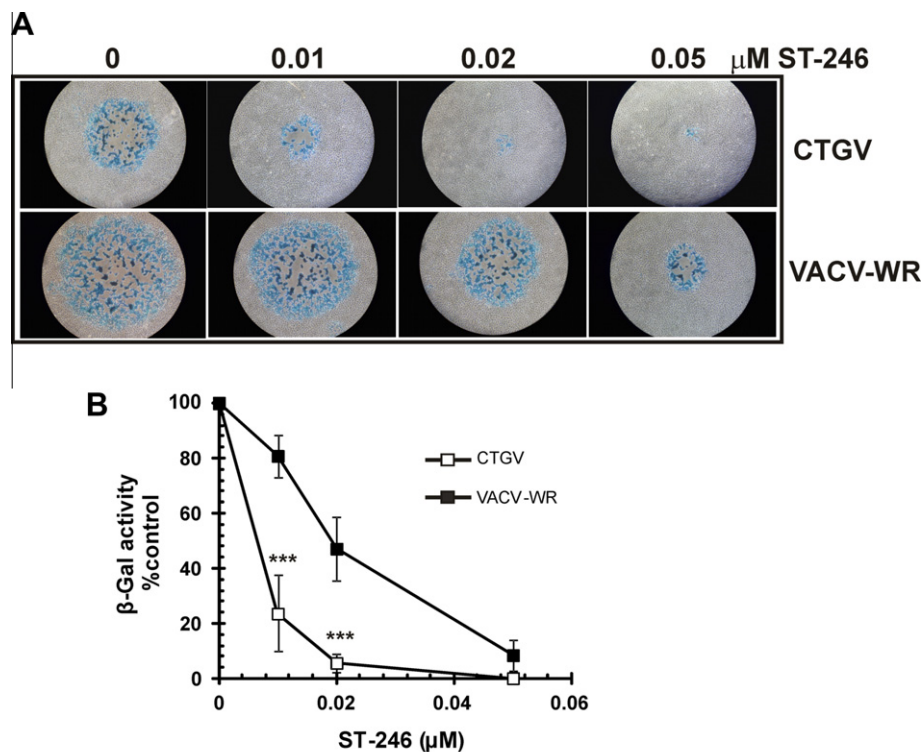 A
0 0.01 0.02 0.05 μM ST-246
CTGV
VACV-WR
B
100
80
60
40
20
0
β-Gal activity
%control
CTGV
VACV-WR
***
***
0 0.02 0.04 0.06
ST-246 (μM)